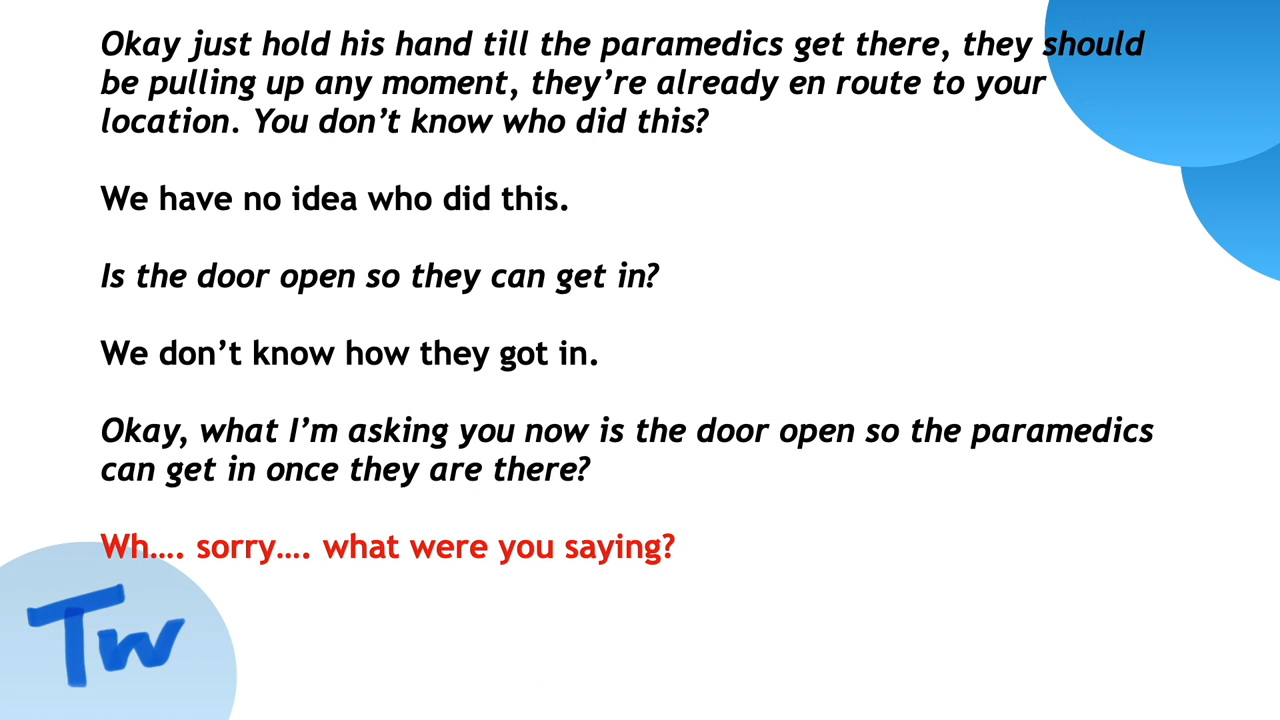 Okay just hold his hand till the paramedics get there, they should
be pulling up any moment, they’re already en route to your
location. You don’t know who did this?
We have no idea who did this.
Is the door open so they can get in?
We don’t know how they got in.
Okay, what I’m asking you now is the door open so the paramedics
can get in once they are there?
Wh…. sorry…. what were you saying?
Tw